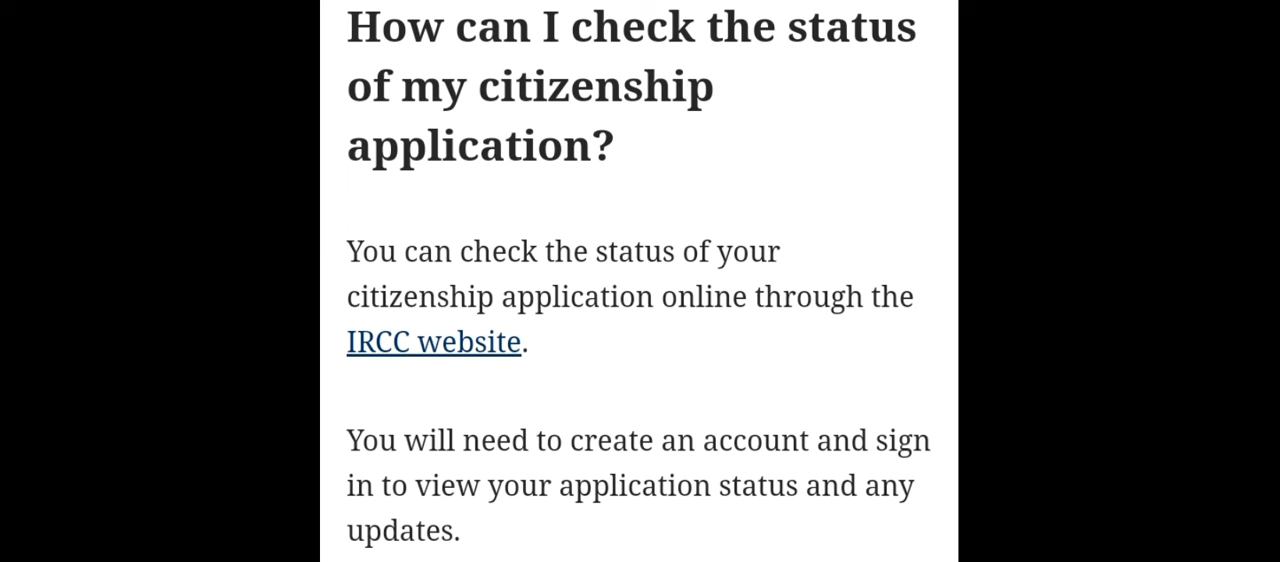 How can I check the status
of my citizenship
application?
You can check the status of your
citizenship application online through the
IRCC website.
You will need to create an account and sign
in to view your application status and any
updates.